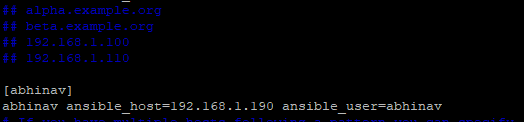 ## alpha.example.org
## beta.example.org
## 192.168.1.100
## 192.168.1.110
[abhinav]
abhinav ansible_host=192.168.1.190 ansible_user=abhinav